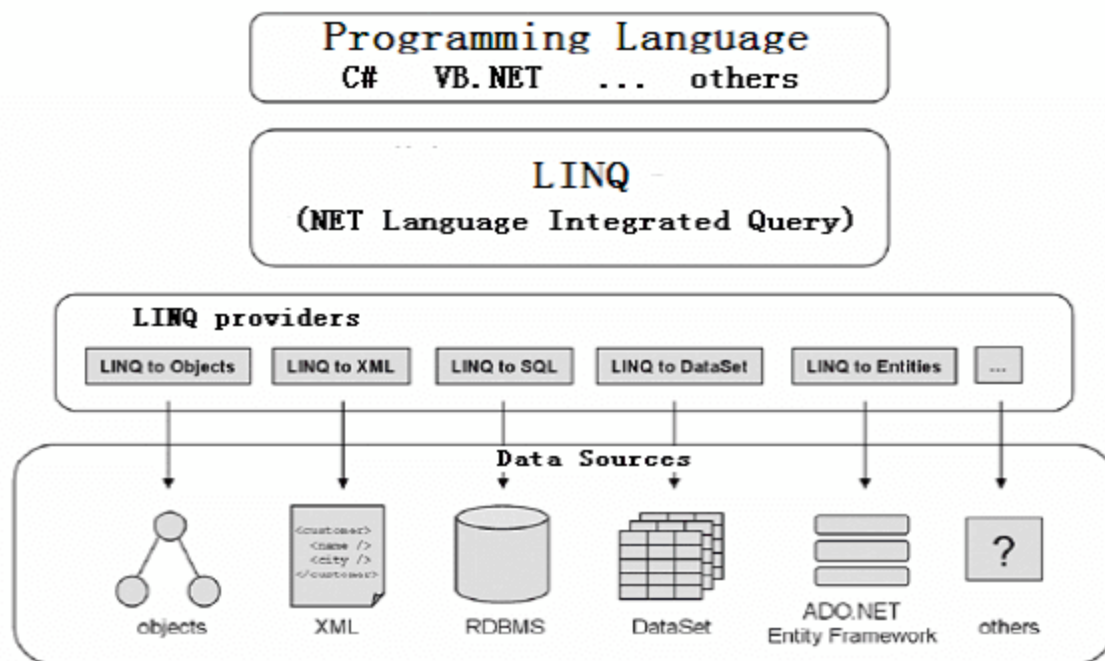 Programming Language
C# VB.NET ... others
LINQ
(NET Language Integrated Query)
LINQ providers
LINQ to Objects LINQ to XML LINQ to SQL LINQ to DataSet LINQ to Entities ...
Data Sources
<customer>
<name />
<city />
</customer>
?
objects XML RDBMS DataSet ADO.NET
Entity Framework others